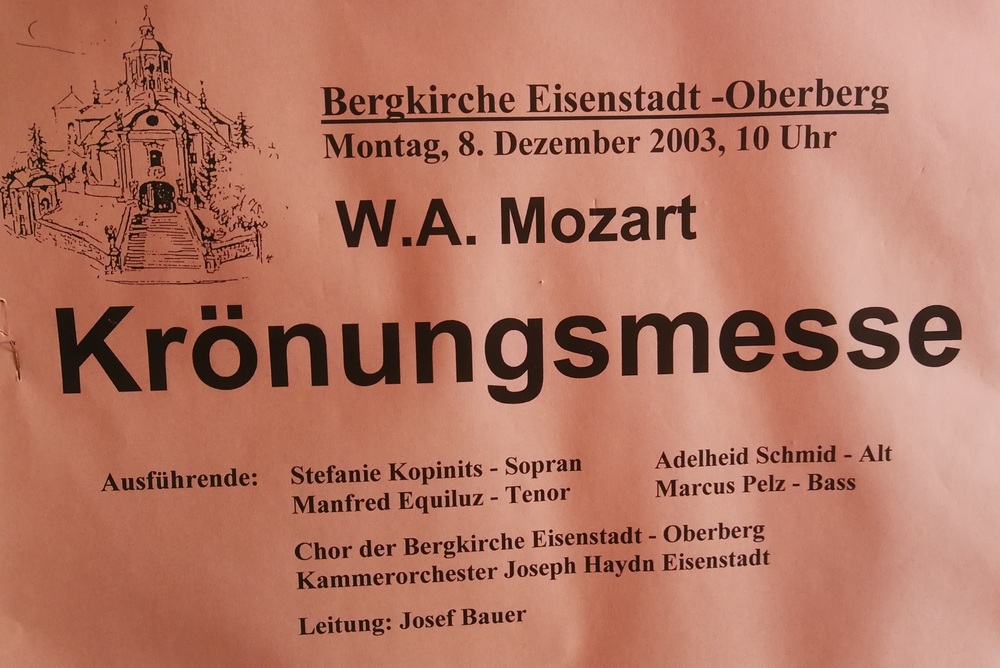 Bergkirche Eisenstadt -Oberberg
Montag, 8. Dezember 2003, 10 Uhr
W.A. Mozart
Krönungsmesse
Ausführende: Stefanie Kopinits - Sopran Adelheid Schmid - Alt
Manfred Equiluz - Tenor Marcus Pelz - Bass
Chor der Bergkirche Eisenstadt - Oberberg
Kammerorchester Joseph Haydn Eisenstadt
Leitung: Josef Bauer